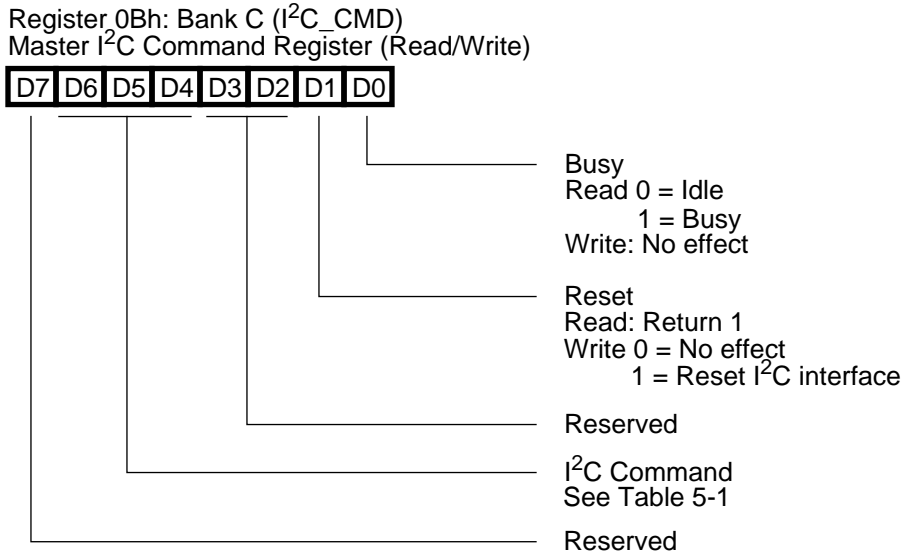 Register 0Bh: Bank C (I²C_CMD)
Master I²C Command Register (Read/Write)
D7 D6 D5 D4 D3 D2 D1 D0
Busy
Read 0 = Idle
1 = Busy
Write: No effect
Reset
Read: Return 1
Write 0 = No effect
1 = Reset I²C interface
Reserved
I²C Command
See Table 5-1
Reserved